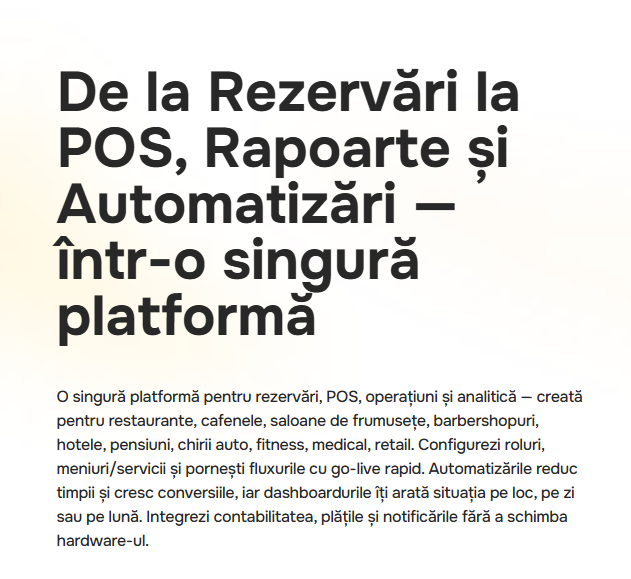 De la Rezervări la
POS, Rapoarte și
Automatizări —
într-o singură
platformă
O singură platformă pentru rezervări, POS, operațiuni și analitică — creată
pentru restaurante, cafenele, saloane de frumusețe, barbershopuri,
hotele, pensiuni, chirii auto, fitness, medical, retail. Configurezi roluri,
meniuri/servicii și pornești fluxurile cu go-live rapid. Automatizările reduc
timpii și cresc conversiile, iar dashboardurile îți arată situația pe loc, pe zi
sau pe lună. Integrezi contabilitatea, plățile și notificările fără a schimba
hardware-ul.